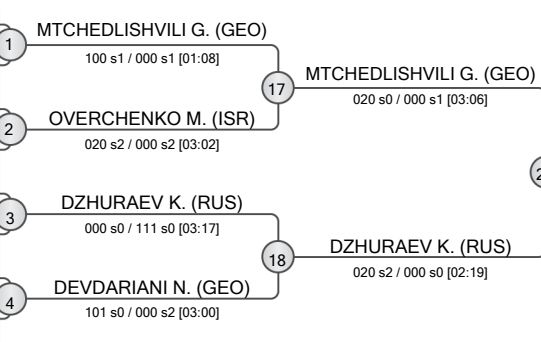 1
MTCHEDLISHVILI G. (GEO)
100 s1 / 000 s1 [01:08]
17
MTCHEDLISHVILI G. (GEO)
020 s0 / 000 s1 [03:06]
2
OVERCHENKO M. (ISR)
020 s2 / 000 s2 [03:02]
3
DZHURAEV K. (RUS)
000 s0 / 111 s0 [03:17]
18
DZHURAEV K. (RUS)
020 s2 / 000 s0 [02:19]
4
DEVDARIANI N. (GEO)
101 s0 / 000 s2 [03:00]